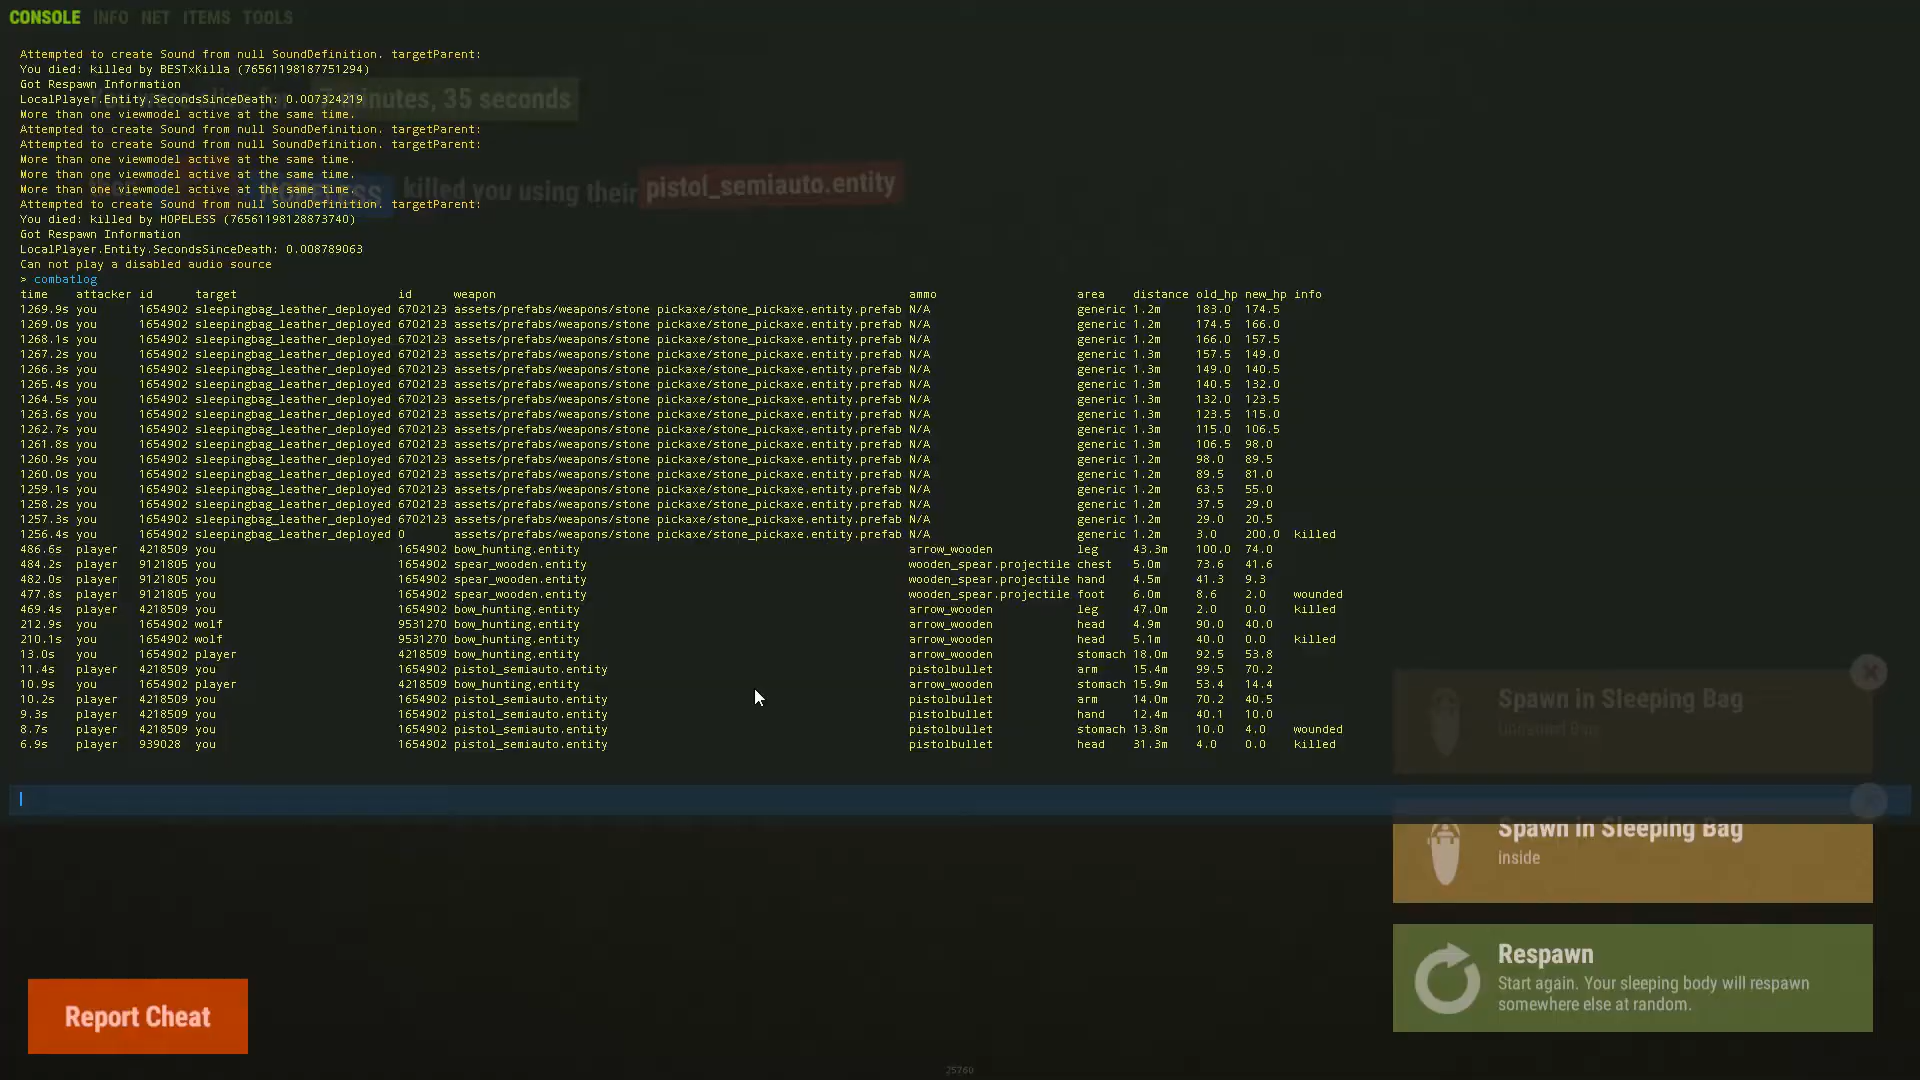 CONSOLE INFO NET ITEMS TOOLS
Attempted to create Sound from null SoundDefinition. targetParent:
You died: killed by BESTxKilla (76561198187751294)
Got Respawn Information
LocalPlayer.Entity.SecondsSinceDeath: 0.007324219
minutes, 35 seconds
More than one viewmodel active at the same time.
Attempted to create Sound from null SoundDefinition. targetParent:
Attempted to create Sound from null SoundDefinition. targetParent:
More than one viewmodel active at the same time.
More than one viewmodel active at the same time.
More than one viewmodel active at the same time.
HOPELESS killed you using their pistol_semiauto.entity
Attempted to create Sound from null SoundDefinition. targetParent:
You died: killed by HOPELESS (76561198128873740)
Got Respawn Information
LocalPlayer.Entity.SecondsSinceDeath: 0.008789063
Can not play a disabled audio source
> combatlog
time attacker id target id weapon ammo area distance old_hp new_hp info
1269.9s you 1654902 sleepingbag_leather_deployed 6702123 assets/prefabs/weapons/stone pickaxe/stone_pickaxe.entity.prefab N/A generic 1.2m 183.0 174.5
1269.0s you 1654902 sleepingbag_leather_deployed 6702123 assets/prefabs/weapons/stone pickaxe/stone_pickaxe.entity.prefab N/A generic 1.2m 174.5 166.0
1268.1s you 1654902 sleepingbag_leather_deployed 6702123 assets/prefabs/weapons/stone pickaxe/stone_pickaxe.entity.prefab N/A generic 1.2m 166.0 157.5
1267.2s you 1654902 sleepingbag_leather_deployed 6702123 assets/prefabs/weapons/stone pickaxe/stone_pickaxe.entity.prefab N/A generic 1.3m 157.5 149.0
1266.3s you 1654902 sleepingbag_leather_deployed 6702123 assets/prefabs/weapons/stone pickaxe/stone_pickaxe.entity.prefab N/A generic 1.3m 149.0 140.5
1265.4s you 1654902 sleepingbag_leather_deployed 6702123 assets/prefabs/weapons/stone pickaxe/stone_pickaxe.entity.prefab N/A generic 1.3m 140.5 132.0
1264.5s you 1654902 sleepingbag_leather_deployed 6702123 assets/prefabs/weapons/stone pickaxe/stone_pickaxe.entity.prefab N/A generic 1.3m 132.0 123.5
1263.6s you 1654902 sleepingbag_leather_deployed 6702123 assets/prefabs/weapons/stone pickaxe/stone_pickaxe.entity.prefab N/A generic 1.3m 123.5 115.0
1262.7s you 1654902 sleepingbag_leather_deployed 6702123 assets/prefabs/weapons/stone pickaxe/stone_pickaxe.entity.prefab N/A generic 1.3m 115.0 106.5
1261.8s you 1654902 sleepingbag_leather_deployed 6702123 assets/prefabs/weapons/stone pickaxe/stone_pickaxe.entity.prefab N/A generic 1.3m 106.5 98.0
1260.9s you 1654902 sleepingbag_leather_deployed 6702123 assets/prefabs/weapons/stone pickaxe/stone_pickaxe.entity.prefab N/A generic 1.2m 98.0 89.5
1260.0s you 1654902 sleepingbag_leather_deployed 6702123 assets/prefabs/weapons/stone pickaxe/stone_pickaxe.entity.prefab N/A generic 1.2m 89.5 81.0
1259.1s you 1654902 sleepingbag_leather_deployed 6702123 assets/prefabs/weapons/stone pickaxe/stone_pickaxe.entity.prefab N/A generic 1.2m 63.5 55.0
1258.2s you 1654902 sleepingbag_leather_deployed 6702123 assets/prefabs/weapons/stone pickaxe/stone_pickaxe.entity.prefab N/A generic 1.2m 37.5 29.0
1257.3s you 1654902 sleepingbag_leather_deployed 6702123 assets/prefabs/weapons/stone pickaxe/stone_pickaxe.entity.prefab N/A generic 1.2m 29.0 20.5
1256.4s you 1654902 sleepingbag_leather_deployed 0 assets/prefabs/weapons/stone pickaxe/stone_pickaxe.entity.prefab N/A generic 1.2m 3.0 200.0 killed
486.6s player 4218509 you 1654902 bow_hunting.entity arrow_wooden leg 43.3m 100.0 74.0
484.2s player 9121805 you 1654902 spear_wooden.entity wooden_spear.projectile chest 5.0m 73.6 41.6
482.0s player 9121805 you 1654902 spear_wooden.entity wooden_spear.projectile hand 4.5m 41.3 9.3
477.8s player 9121805 you 1654902 spear_wooden.entity wooden_spear.projectile foot 6.0m 8.6 2.0 wounded
469.4s player 4218509 you 1654902 bow_hunting.entity arrow_wooden leg 47.0m 2.0 0.0 killed
212.9s you 1654902 wolf 9531270 bow_hunting.entity arrow_wooden head 4.9m 90.0 40.0
210.1s you 1654902 wolf 9531270 bow_hunting.entity arrow_wooden head 5.1m 40.0 0.0 killed
13.0s you 1654902 player 4218509 bow_hunting.entity arrow_wooden stomach 18.0m 92.5 53.8
11.4s player 4218509 you 1654902 pistol_semiauto.entity pistolbullet arm 15.4m 99.5 70.2
10.9s you 1654902 player 4218509 bow_hunting.entity arrow_wooden stomach 15.9m 53.4 14.4
10.2s player 4218509 you 1654902 pistol_semiauto.entity pistolbullet arm 14.0m 70.2 40.5
9.3s player 4218509 you 1654902 pistol_semiauto.entity pistolbullet hand 12.4m 40.1 10.0
8.7s player 4218509 you 1654902 pistol_semiauto.entity pistolbullet stomach 13.8m 10.0 4.0 wounded
6.9s player 939028 you 1654902 pistol_semiauto.entity pistolbullet head 31.3m 4.0 0.0 killed
Spawn in Sleeping Bag
Unnamed Bag
Spawn in Sleeping Bag
inside
Respawn
Start again. Your sleeping body will respawn
somewhere else at random.
Report Cheat
25760